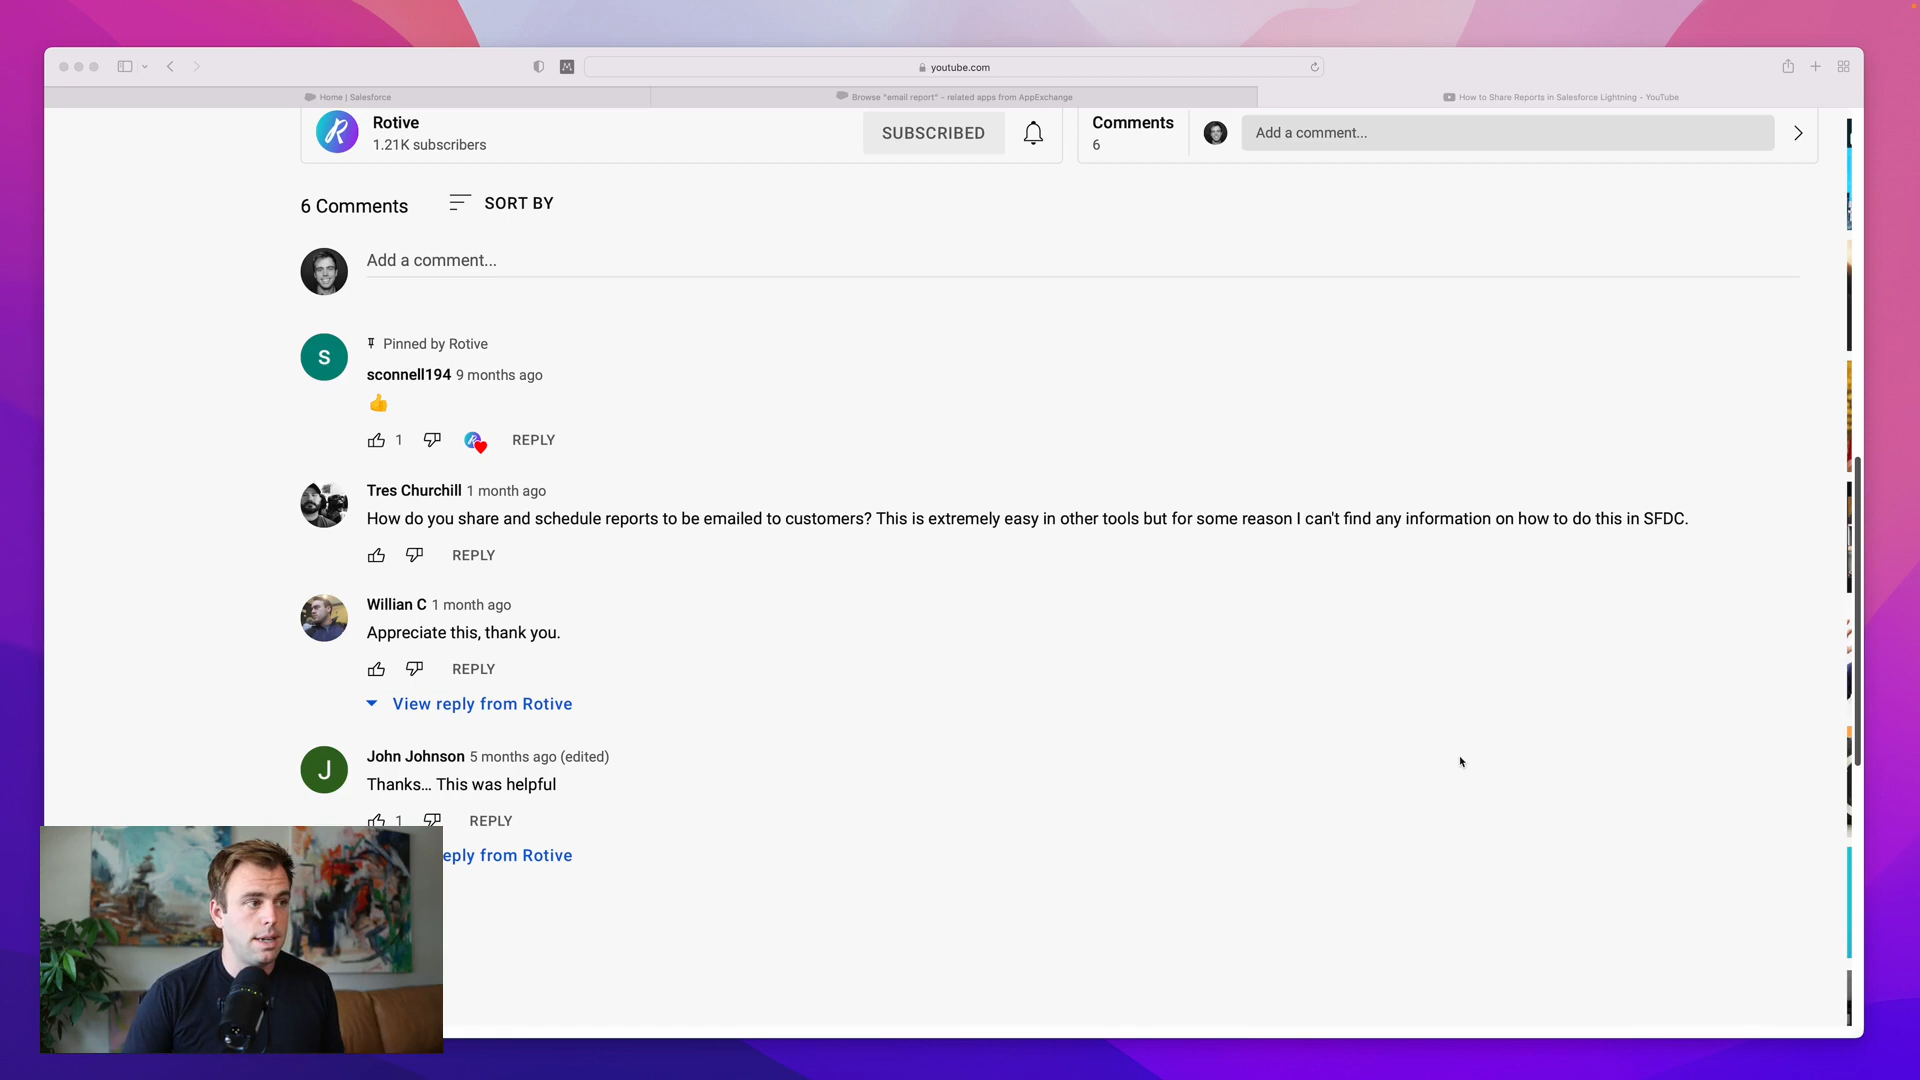 youtube.com
Home | Salesforce
Browse "email report" - related apps from AppExchange
How to Share Reports in Salesforce Lightning - YouTube
Rotive
1.21K subscribers
SUBSCRIBED
Comments
6
Add a comment...
6 Comments
SORT BY
Add a comment...
S
Pinned by Rotive
sconnell194 9 months ago
👍
1
REPLY
Tres Churchill 1 month ago
How do you share and schedule reports to be emailed to customers? This is extremely easy in other tools but for some reason I can't find any information on how to do this in SFDC.
REPLY
Willian C 1 month ago
Appreciate this, thank you.
REPLY
View reply from Rotive
J
John Johnson 5 months ago (edited)
Thanks... This was helpful
1
REPLY
eply from Rotive